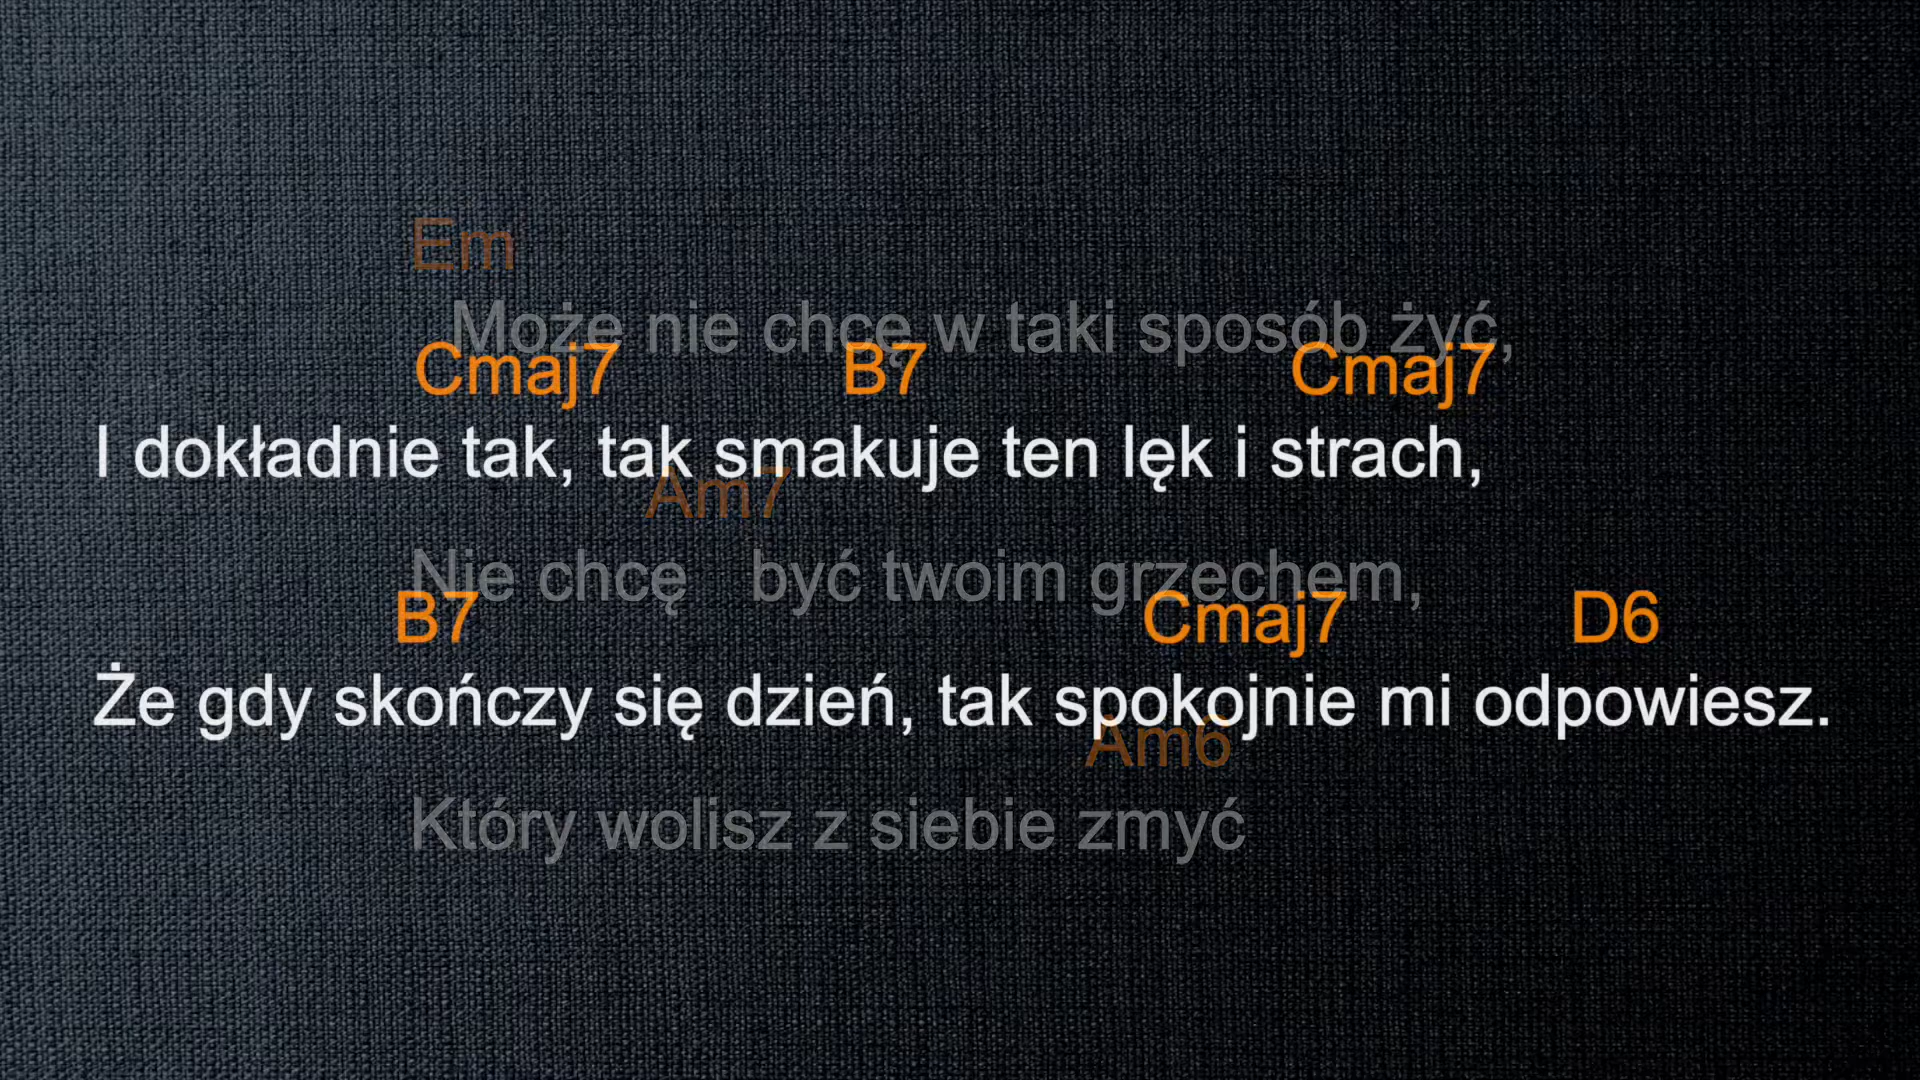 Em
Może nie chcę w taki sposób żyć,
Cmaj7 B7 Cmaj7
I dokładnie tak, tak smakuje ten lęk i strach,
Am7
Nie chcę być twoim grzechem,
B7 Cmaj7 D6
Że gdy skończy się dzień, tak spokojnie mi odpowiesz.
Am6
Który wolisz z siebie zmyć